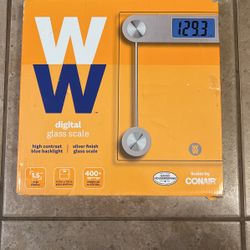 W
W
129.3
digital
glass scale
high contrast
blue backlight
silver finish
glass scale
1.5"
400
Scales by
CONAIR